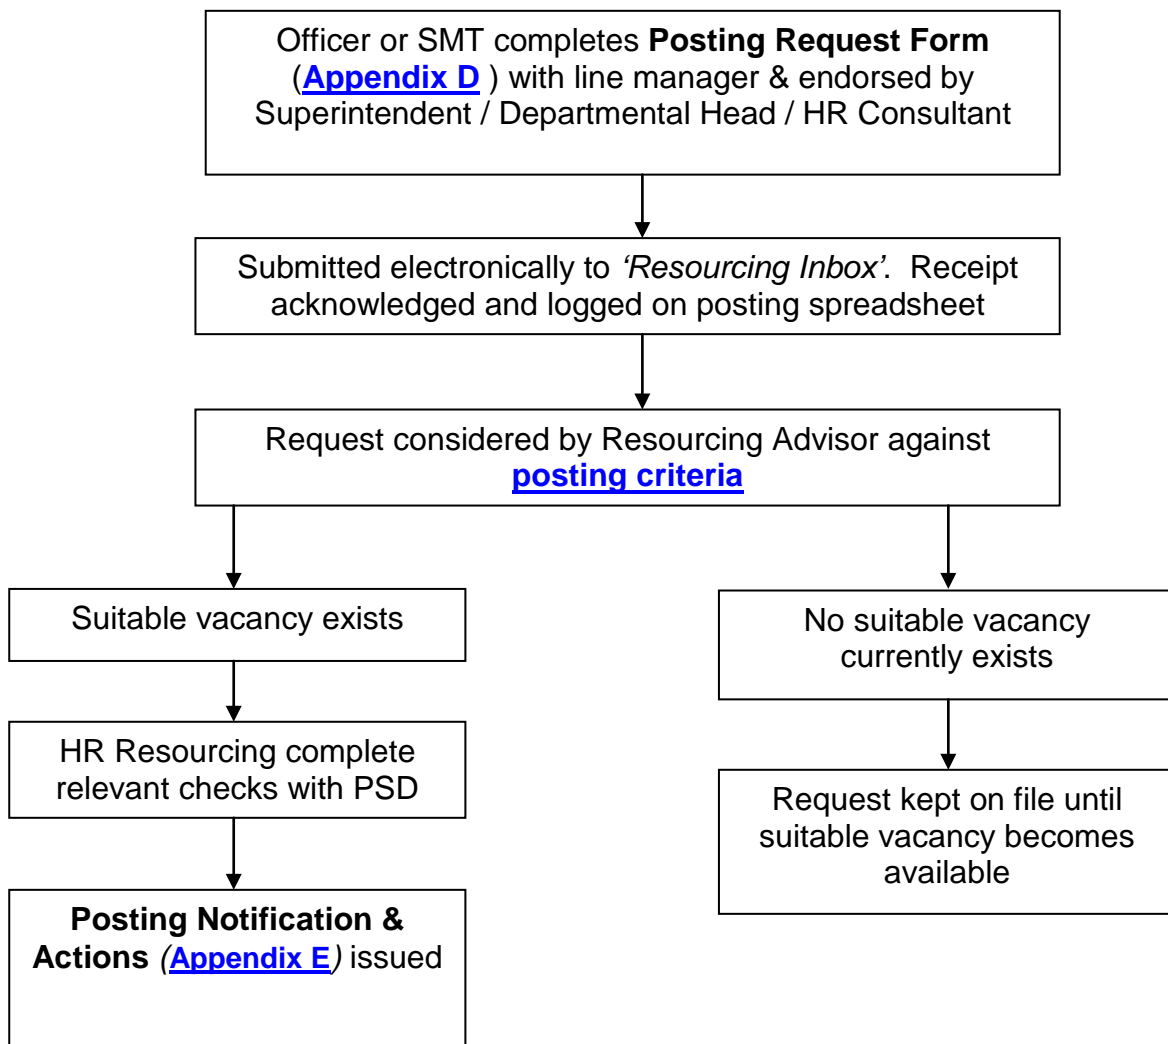 Officer or SMT completes Posting Request Form
(Appendix D ) with line manager & endorsed by
Superintendent / Departmental Head / HR Consultant
Submitted electronically to ‘Resourcing Inbox’.  Receipt
acknowledged and logged on posting spreadsheet
Request considered by Resourcing Advisor against
posting criteria
Suitable vacancy exists
No suitable vacancy
currently exists
HR Resourcing complete
relevant checks with PSD
Request kept on file until
suitable vacancy becomes
available
Posting Notification &
Actions (Appendix E) issued